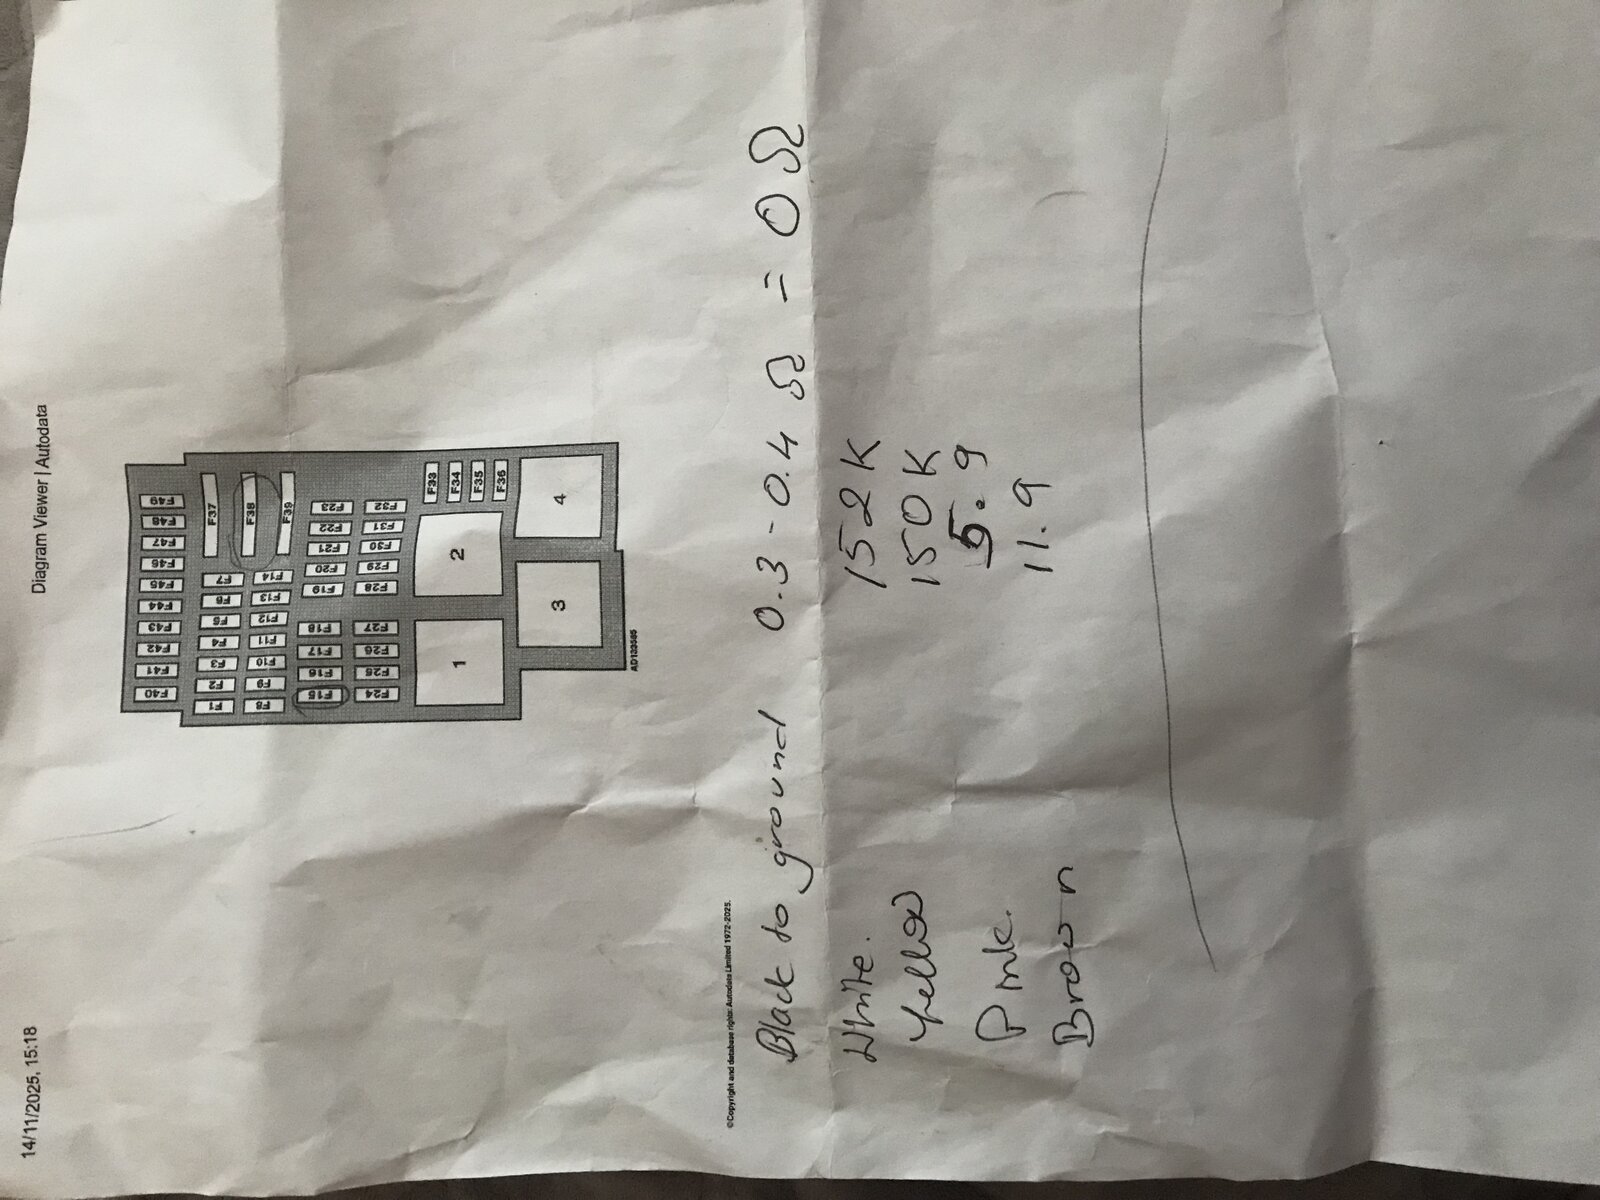 14/11/2025, 15:18 Diagram Viewer | Autodata
F40 F41 F42 F43 F44 F45 F46 F47 F48 F49
F1 F2 F3 F4 F5 F6 F7 F37
F8 F9 F10 F11 F12 F13 F14 F38
F39
F15 F16 F17 F18 F19 F20 F21 F22 F23
F24 F25 F26 F27 F28 F29 F30 F31 F32
F33
F34
F35
F36
1 2
3 4
AD133585
©Copyright and database rights: Autodata Limited 1972-2025.
Black to ground 0.3-0.4 Ω = 0 Ω
White. 152K
Yellow 150K
Pink. 5.9
Brown 11.9